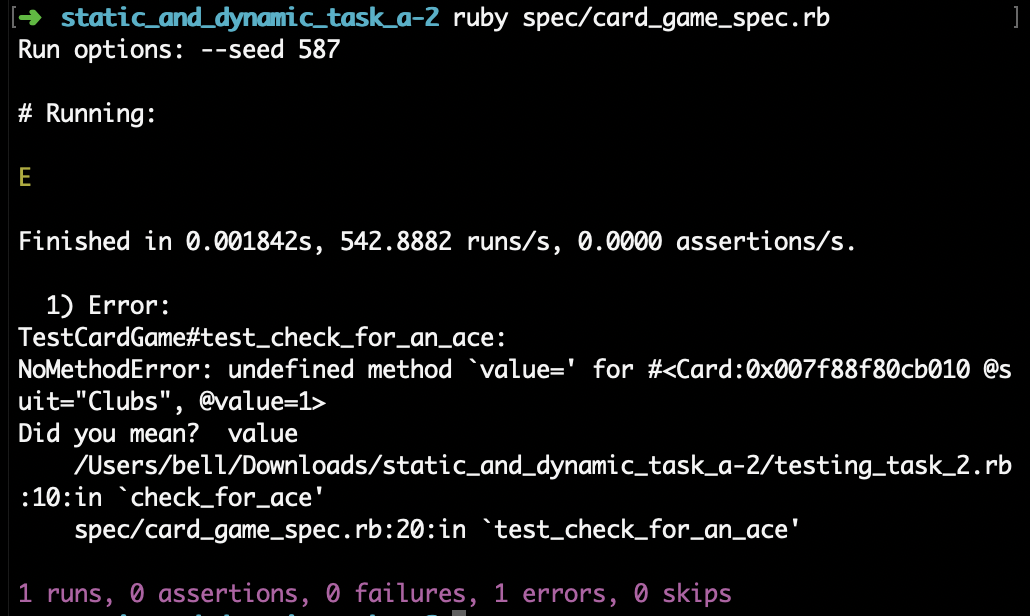 [➜  static_and_dynamic_task_a-2 ruby spec/card_game_spec.rb ]
Run options: --seed 587
# Running:
E
Finished in 0.001842s, 542.8882 runs/s, 0.0000 assertions/s.
1) Error:
TestCardGame#test_check_for_an_ace:
NoMethodError: undefined method `value=' for #<Card:0x007f88f80cb010 @s
uit="Clubs", @value=1>
Did you mean?  value
/Users/bell/Downloads/static_and_dynamic_task_a-2/testing_task_2.rb
:10:in `check_for_ace'
spec/card_game_spec.rb:20:in `test_check_for_an_ace'
1 runs, 0 assertions, 0 failures, 1 errors, 0 skips